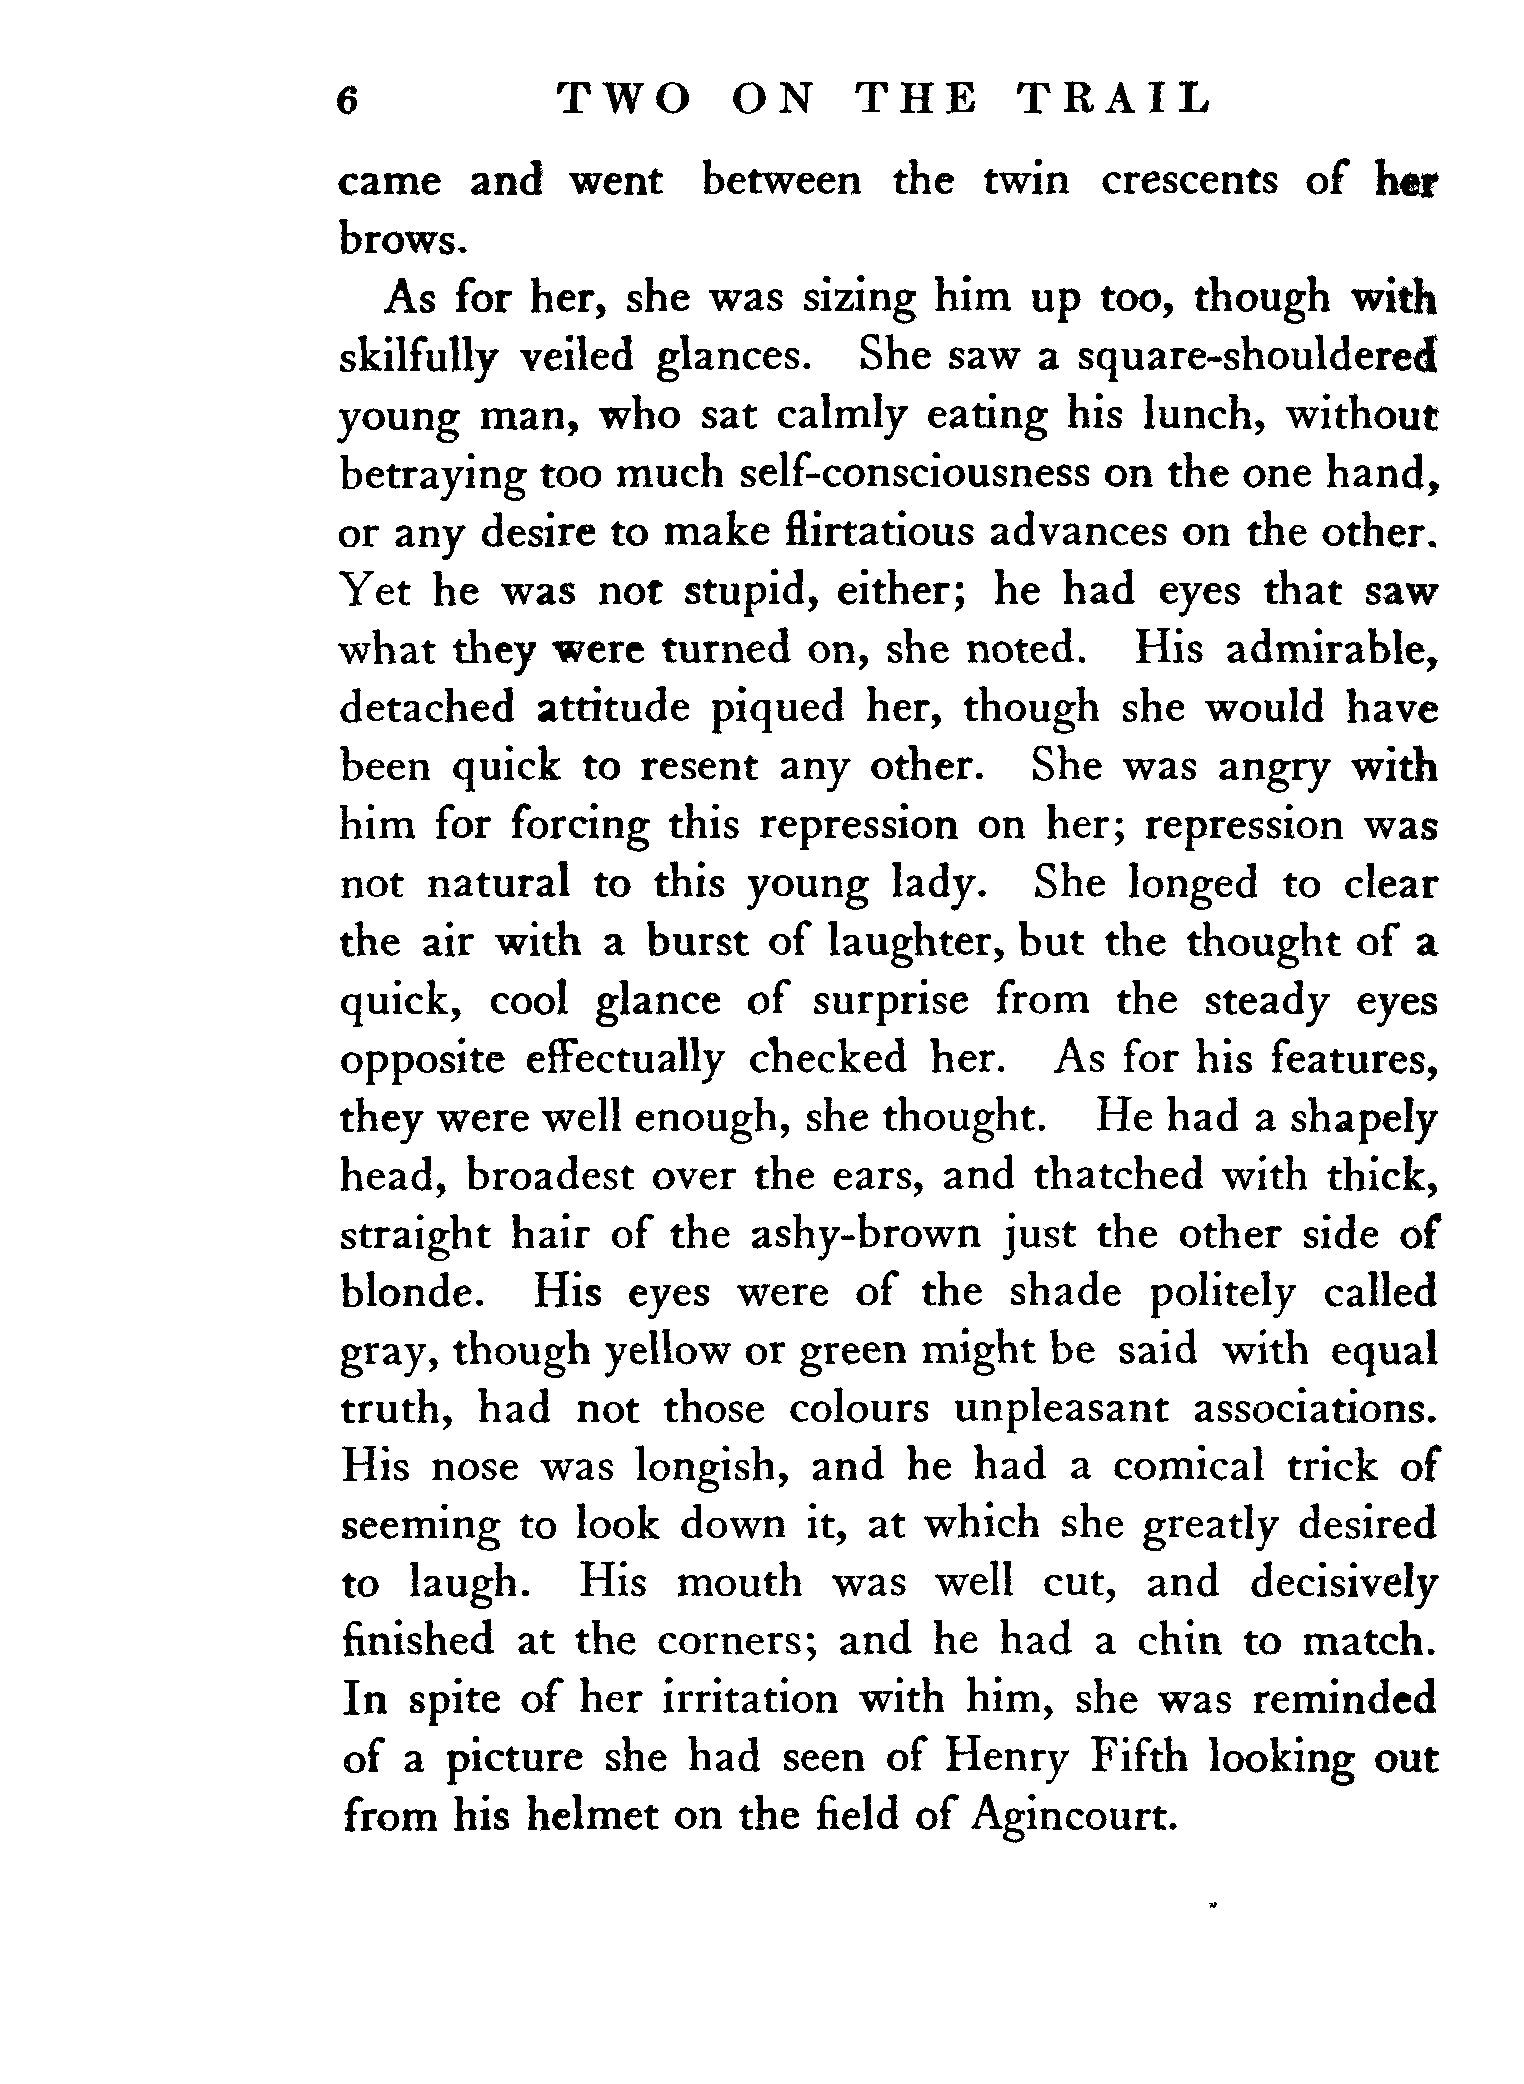 6 TWO ON THE TRAIL
came and went between the twin crescents of her
brows.
As for her, she was sizing him up too, though with
skilfully veiled glances. She saw a square-shouldered
young man, who sat calmly eating his lunch, without
betraying too much self-consciousness on the one hand,
or any desire to make flirtatious advances on the other.
Yet he was not stupid, either; he had eyes that saw
what they were turned on, she noted. His admirable,
detached attitude piqued her, though she would have
been quick to resent any other. She was angry with
him for forcing this repression on her; repression was
not natural to this young lady. She longed to clear
the air with a burst of laughter, but the thought of a
quick, cool glance of surprise from the steady eyes
opposite effectually checked her. As for his features,
they were well enough, she thought. He had a shapely
head, broadest over the ears, and thatched with thick,
straight hair of the ashy-brown just the other side of
blonde. His eyes were of the shade politely called
gray, though yellow or green might be said with equal
truth, had not those colours unpleasant associations.
His nose was longish, and he had a comical trick of
seeming to look down it, at which she greatly desired
to laugh. His mouth was well cut, and decisively
finished at the corners; and he had a chin to match.
In spite of her irritation with him, she was reminded
of a picture she had seen of Henry Fifth looking out
from his helmet on the field of Agincourt.